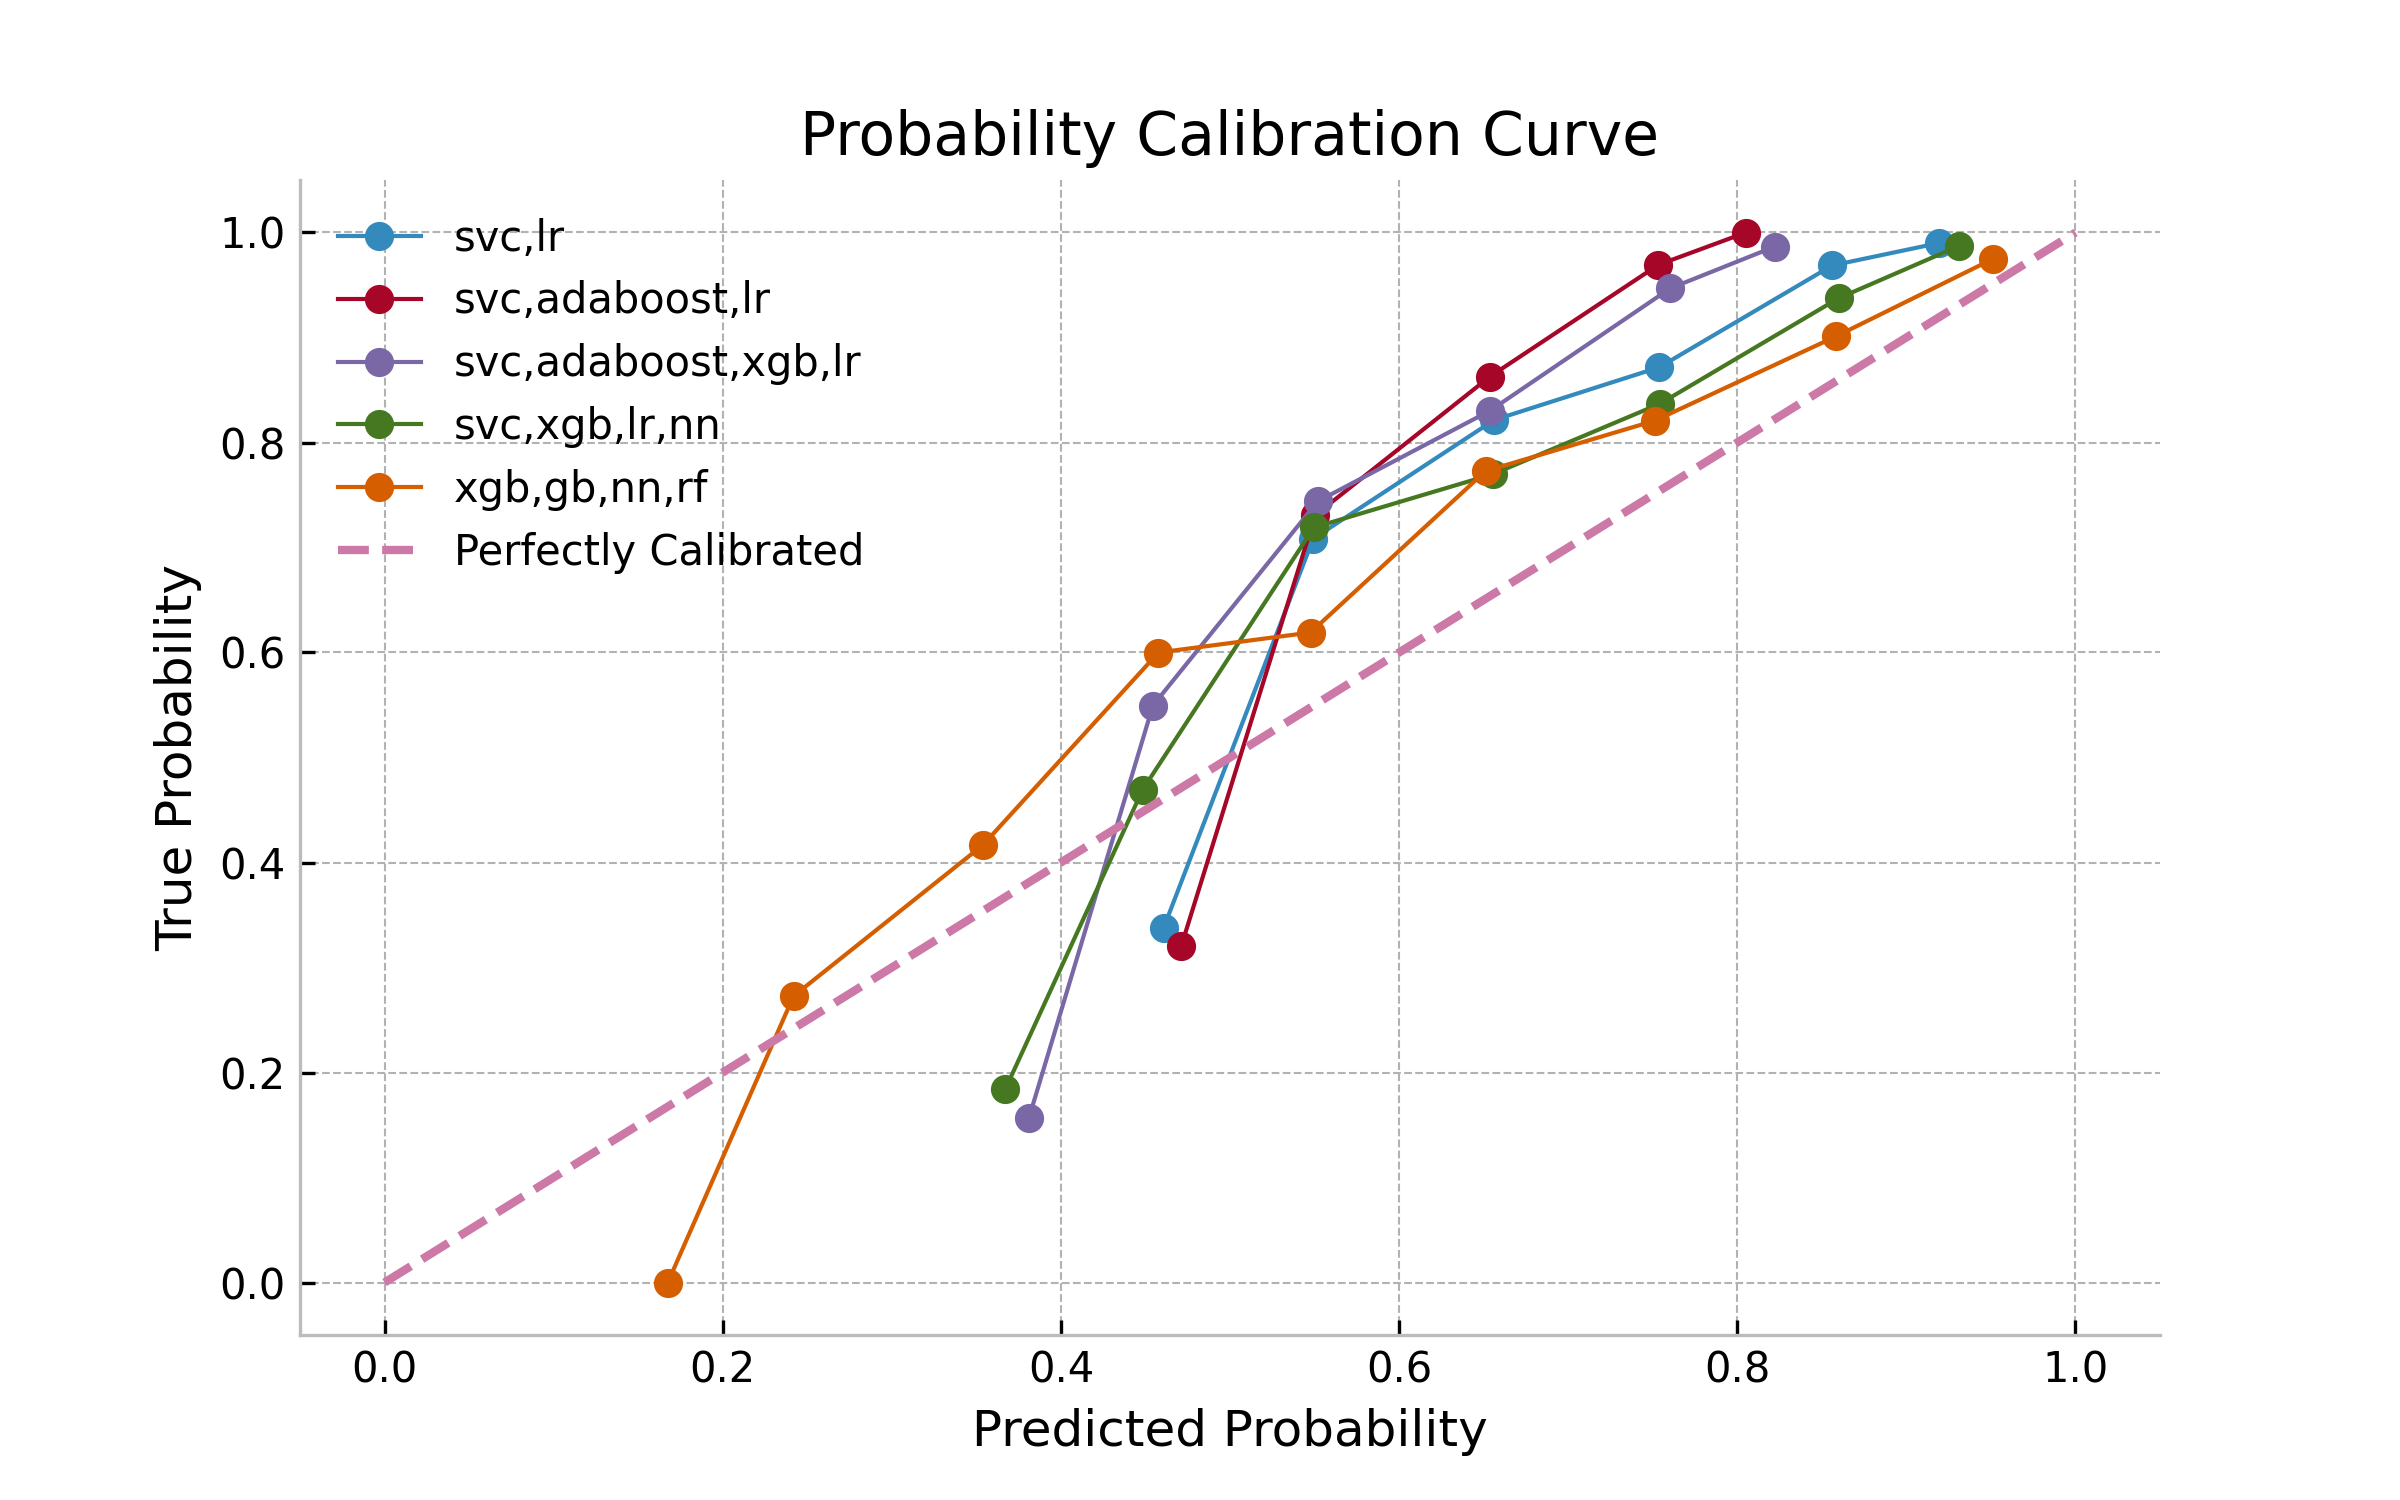 Probability Calibration Curve
svc,lr
svc,adaboost,lr
svc,adaboost,xgb,lr
svc,xgb,lr,nn
xgb,gb,nn,rf
Perfectly Calibrated
True Probability
1.0
0.8
0.6
0.4
0.2
0.0
0.0 0.2 0.4 0.6 0.8 1.0
Predicted Probability